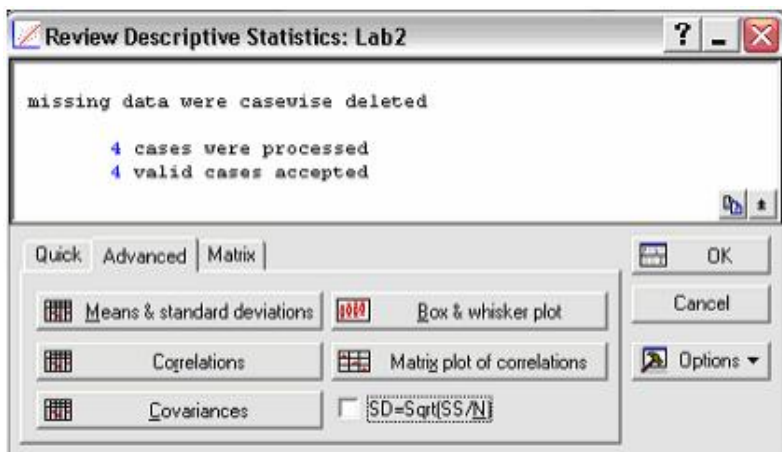 Review Descriptive Statistics: Lab2
?
missing data were casewise deleted
4 cases were processed
4 valid cases accepted
Quick Advanced Matrix
OK
Means & standard deviations Box & whisker plot
Cancel
Correlations Matrix plot of correlations
Options
Covariances SD=Sqrt(SS/N)